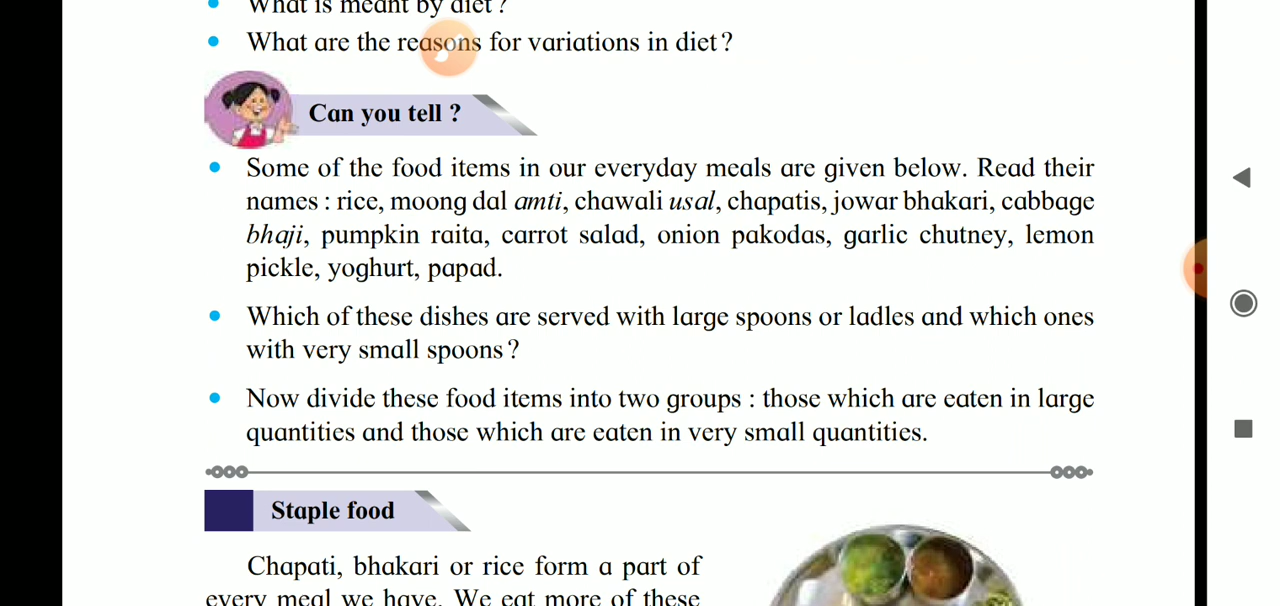 What is meant by diet?
• What are the reasons for variations in diet?
Can you tell ?
• Some of the food items in our everyday meals are given below. Read their
names : rice, moong dal amti, chawali usal, chapatis, jowar bhakari, cabbage
bhaji, pumpkin raita, carrot salad, onion pakodas, garlic chutney, lemon
pickle, yoghurt, papad.
• Which of these dishes are served with large spoons or ladles and which ones
with very small spoons?
• Now divide these food items into two groups : those which are eaten in large
quantities and those which are eaten in very small quantities.
Staple food
Chapati, bhakari or rice form a part of
every meal we have. We eat more of these